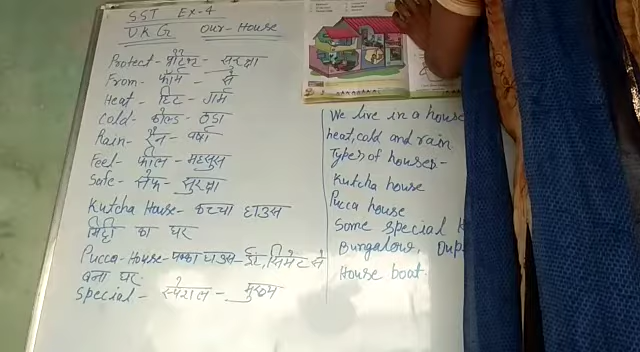 SST Ex-4
U.K.G Our-House
Protect- प्रोटेक्ट- सुरक्षा
From- फ्रॉम - से
Heat- हिट- गर्म
Cold- कोल्ड- ठंडा
Rain- रेन- वर्षा
Feel- फील- महसुस
Safe- सेफ- सुरक्षा
Kutcha House- कच्चा हाउस
मिट्टी का घर
Pucca-House- पक्का हाउस- सिमेंट से
बना घर
Special- स्पेशल- मुख्य
We live in a house
heat, cold and rain
Types of houses-
Kutcha house
Pucca house
Some special
Bungalow, Dup
House boat